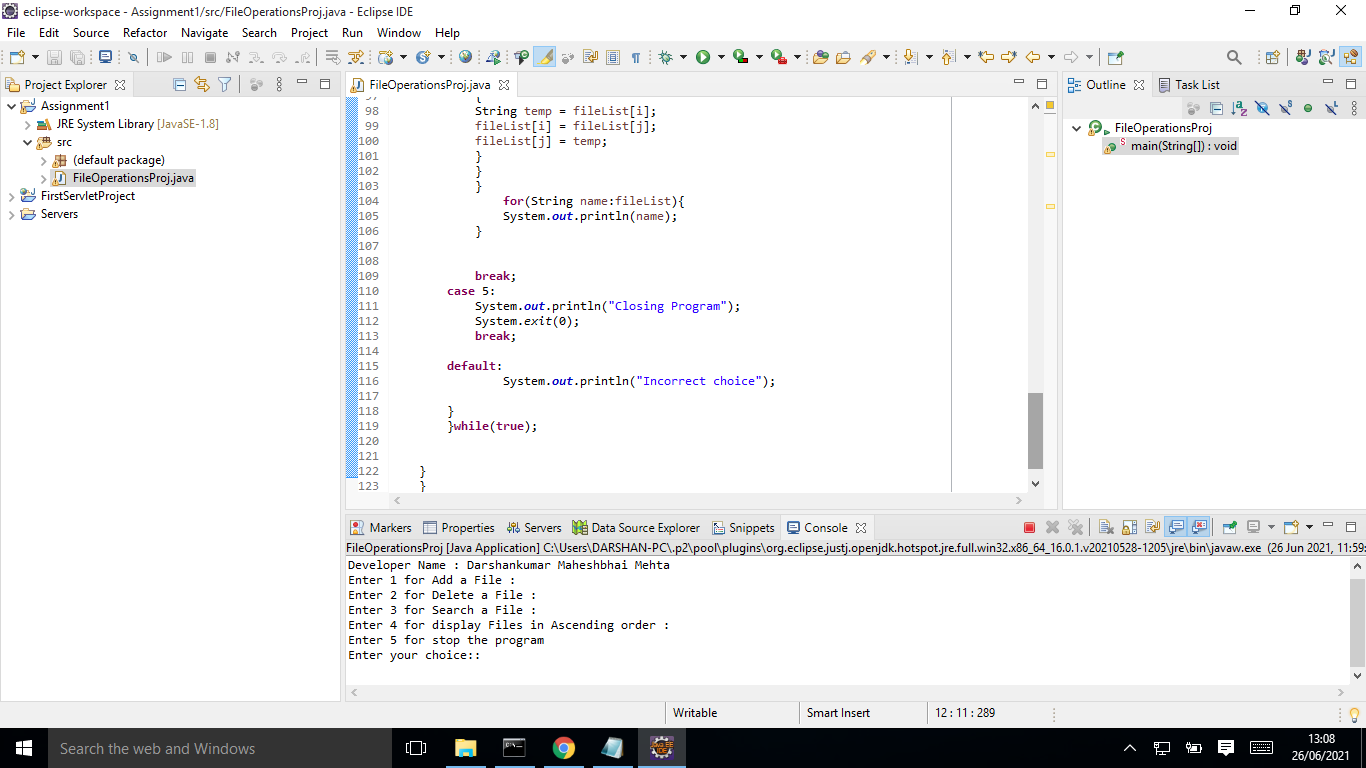 eclipse-workspace - Assignment1/src/FileOperationsProj.java - Eclipse IDE
File Edit Source Refactor Navigate Search Project Run Window Help
Project Explorer
Assignment1
JRE System Library [JavaSE-1.8]
src
(default package)
FileOperationsProj.java
FirstServletProject
Servers
FileOperationsProj.java
97 {
98 String temp = fileList[i];
99 fileList[i] = fileList[j];
100 fileList[j] = temp;
101 }
102 }
103 }
104 for(String name:fileList){
105 System.out.println(name);
106 }
107
108
109 break;
110 case 5:
111 System.out.println("Closing Program");
112 System.exit(0);
113 break;
114
115 default:
116 System.out.println("Incorrect choice");
117
118 }
119 }while(true);
120
121
122 }
123 }
Outline Task List
FileOperationsProj
main(String[]) : void
Markers Properties Servers Data Source Explorer Snippets Console
FileOperationsProj [Java Application] C:\Users\DARSHAN-PC\.p2\pool\plugins\org.eclipse.justj.openjdk.hotspot.jre.full.win32.x86_64_16.0.1.v20210528-1205\jre\bin\javaw.exe (26 Jun 2021, 11:59:
Developer Name : Darshankumar Maheshbhai Mehta
Enter 1 for Add a File :
Enter 2 for Delete a File :
Enter 3 for Search a File :
Enter 4 for display Files in Ascending order :
Enter 5 for stop the program
Enter your choice::
Writable Smart Insert 12 : 11 : 289
Search the web and Windows
13:08
26/06/2021